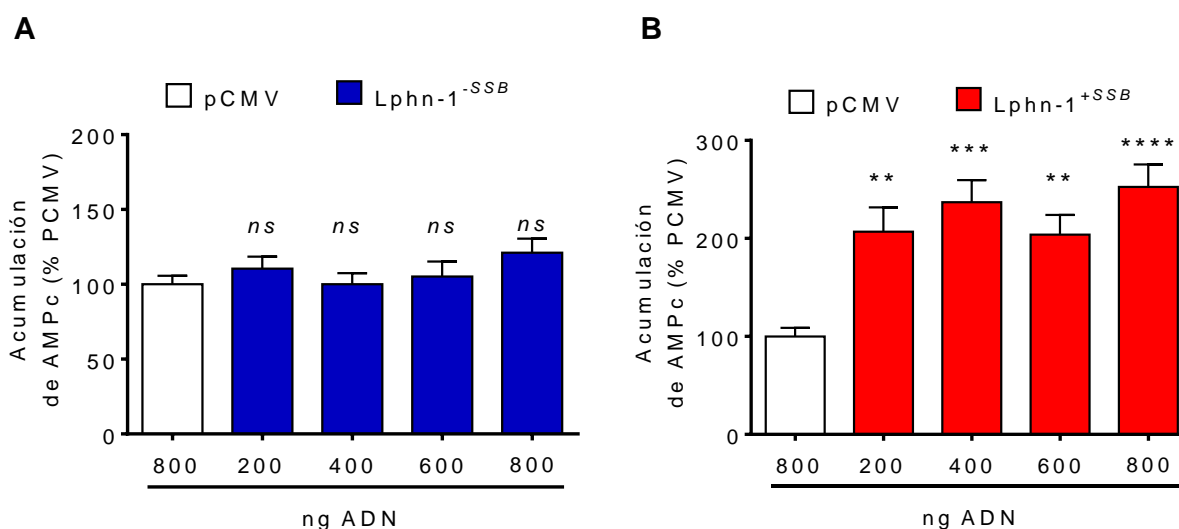 A
pCMV Lphn-1-SSB
Acumulación
de AMPc (% PCMV)
200
150
100
50
0
ns ns ns ns
800 200 400 600 800
ng ADN
B
pCMV Lphn-1+SSB
Acumulación
de AMPc (% PCMV)
300
200
100
0
** *** ** ****
800 200 400 600 800
ng ADN